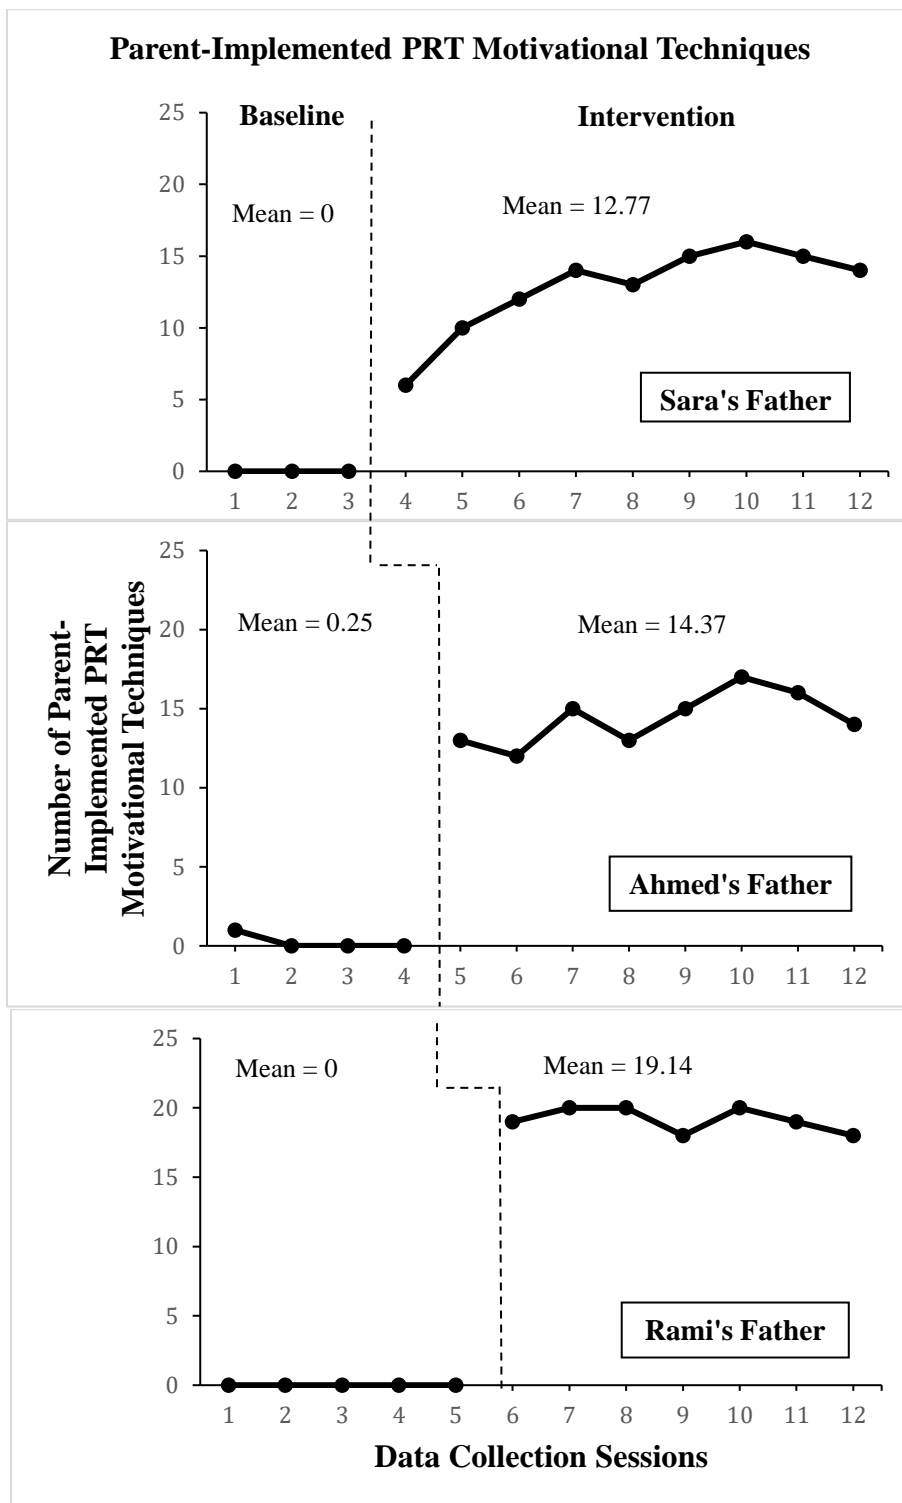 Parent-Implemented PRT Motivational Techniques
Baseline
Intervention
Mean = 0
Mean = 12.77
25
20
15
10
5
0
Sara's Father
1 2 3 4 5 6 7 8 9 10 11 12
Number of Parent-
Implemented PRT
Motivational Techniques
Mean = 0.25
Mean = 14.37
25
20
15
10
5
0
Ahmed's Father
1 2 3 4 5 6 7 8 9 10 11 12
Mean = 0
Mean = 19.14
25
20
15
10
5
0
Rami's Father
1 2 3 4 5 6 7 8 9 10 11 12
Data Collection Sessions